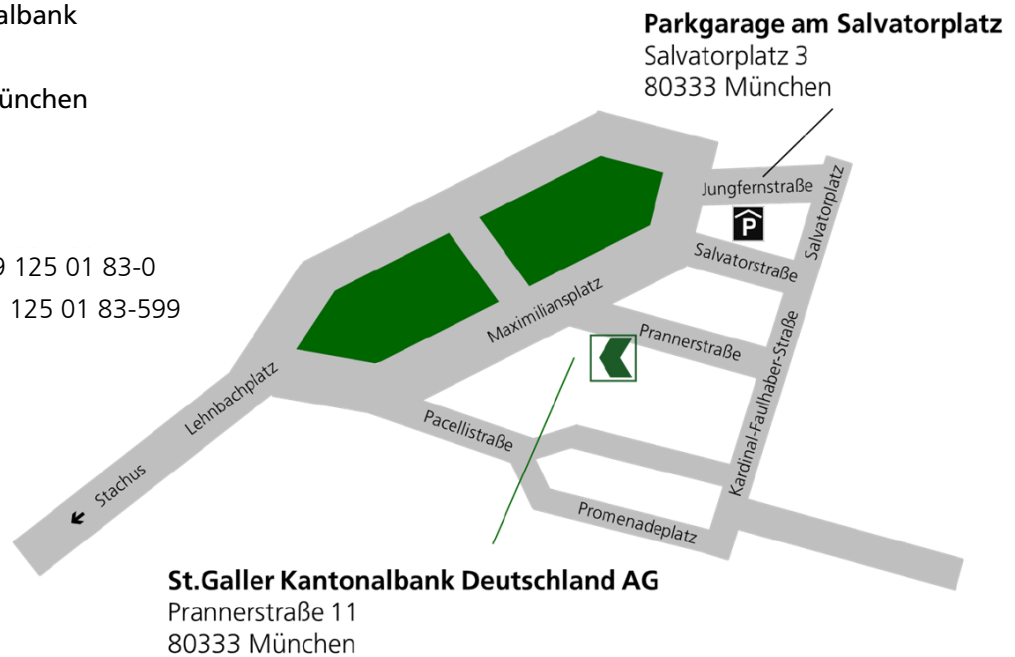 albank
ünchen
9 125 01 83-0
125 01 83-599
Parkgarage am Salvatorplatz
Salvatorplatz 3
80333 München
Jungfernstraße
P
Salvatorplatz
Salvatorstraße
Maximiliansplatz
Prannerstraße
Kardinal-Faulhaber-Straße
Lehnbachplatz
Pacellistraße
Stachus
Promenadeplatz
St.Galler Kantonalbank Deutschland AG
Prannerstraße 11
80333 München